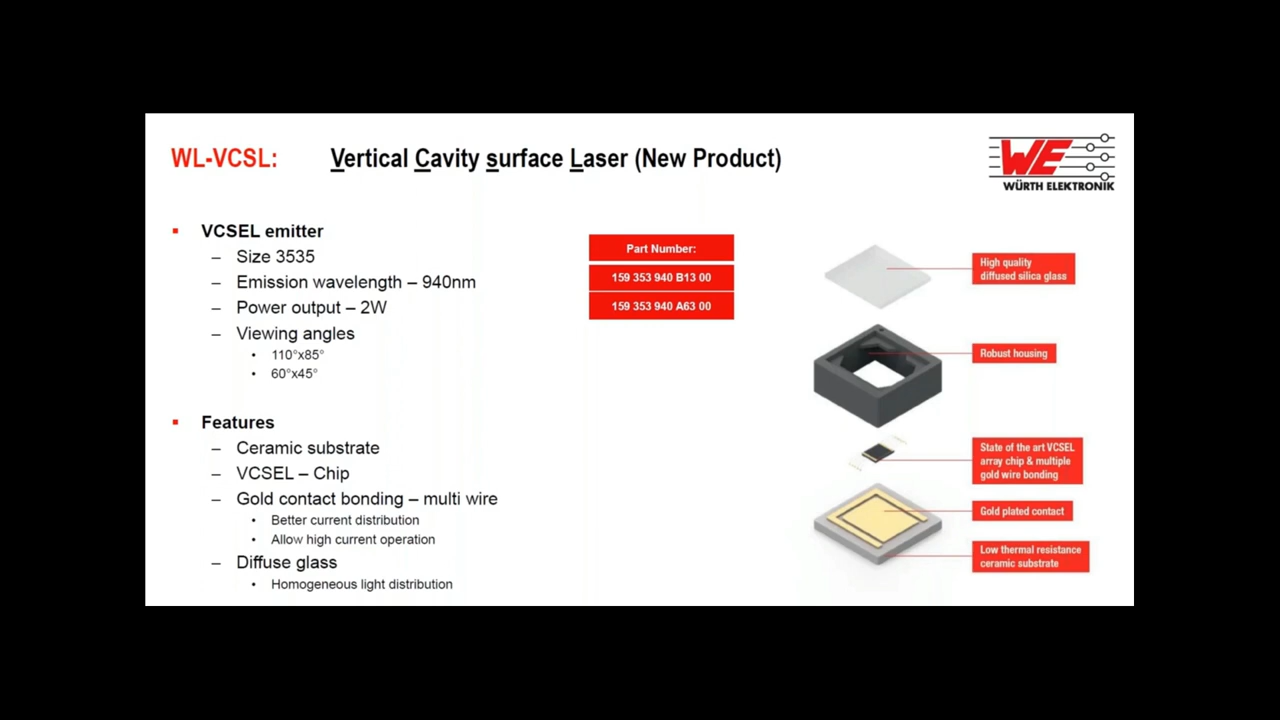 WL-VCSL: Vertical Cavity surface Laser (New Product)
WE
WÜRTH ELEKTRONIK
▪ VCSEL emitter
– Size 3535
– Emission wavelength – 940nm
– Power output – 2W
– Viewing angles
• 110°x85°
• 60°x45°
▪ Features
– Ceramic substrate
– VCSEL – Chip
– Gold contact bonding – multi wire
• Better current distribution
• Allow high current operation
– Diffuse glass
• Homogeneous light distribution
Part Number:
159 353 940 B13 00
159 353 940 A63 00
High quality
diffused silica glass
Robust housing
State of the art VCSEL
array chip & multiple
gold wire bonding
Gold plated contact
Low thermal resistance
ceramic substrate